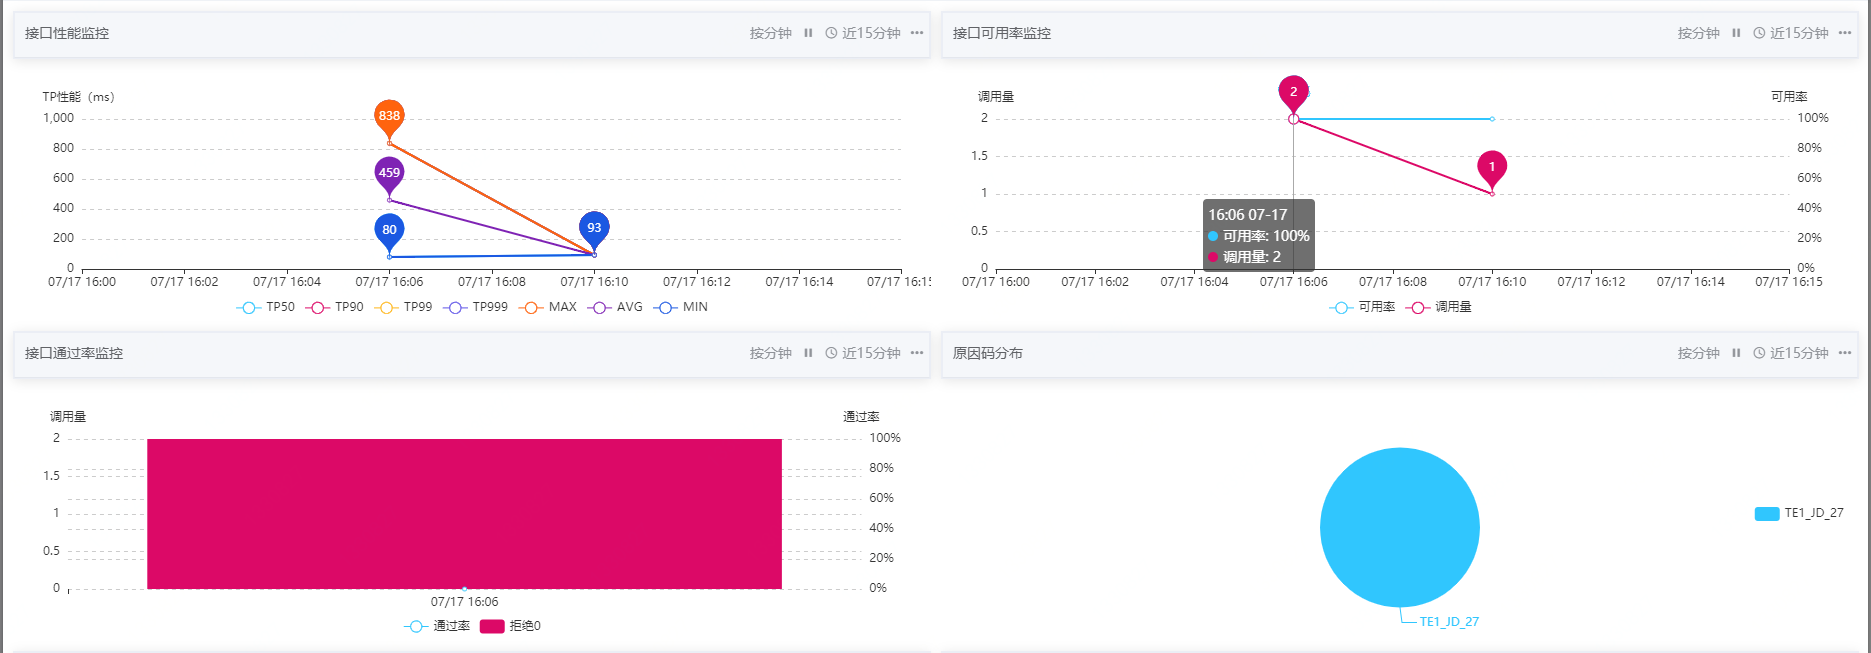 接口性能监控
按分钟 近15分钟
TP性能（ms）
1,000
800
600
400
200
0
838
459
80
93
07/17 16:00 07/17 16:02 07/17 16:04 07/17 16:06 07/17 16:08 07/17 16:10 07/17 16:12 07/17 16:14 07/17 16:15
TP50 TP90 TP99 TP999 MAX AVG MIN
接口可用率监控
按分钟 近15分钟
调用量 可用率
2 100%
1.5 80%
1 60%
0.5 40%
0 20%
0%
2
1
16:06 07-17
可用率: 100%
调用量: 2
07/17 16:00 07/17 16:02 07/17 16:04 07/17 16:06 07/17 16:08 07/17 16:10 07/17 16:12 07/17 16:14 07/17 16:15
可用率 调用量
接口通过率监控
按分钟 近15分钟
调用量 通过率
2 100%
1.5 80%
1 60%
0.5 40%
0 20%
0%
07/17 16:06
通过率 拒绝0
原因码分布
按分钟 近15分钟
TE1_JD_27
TE1_JD_27